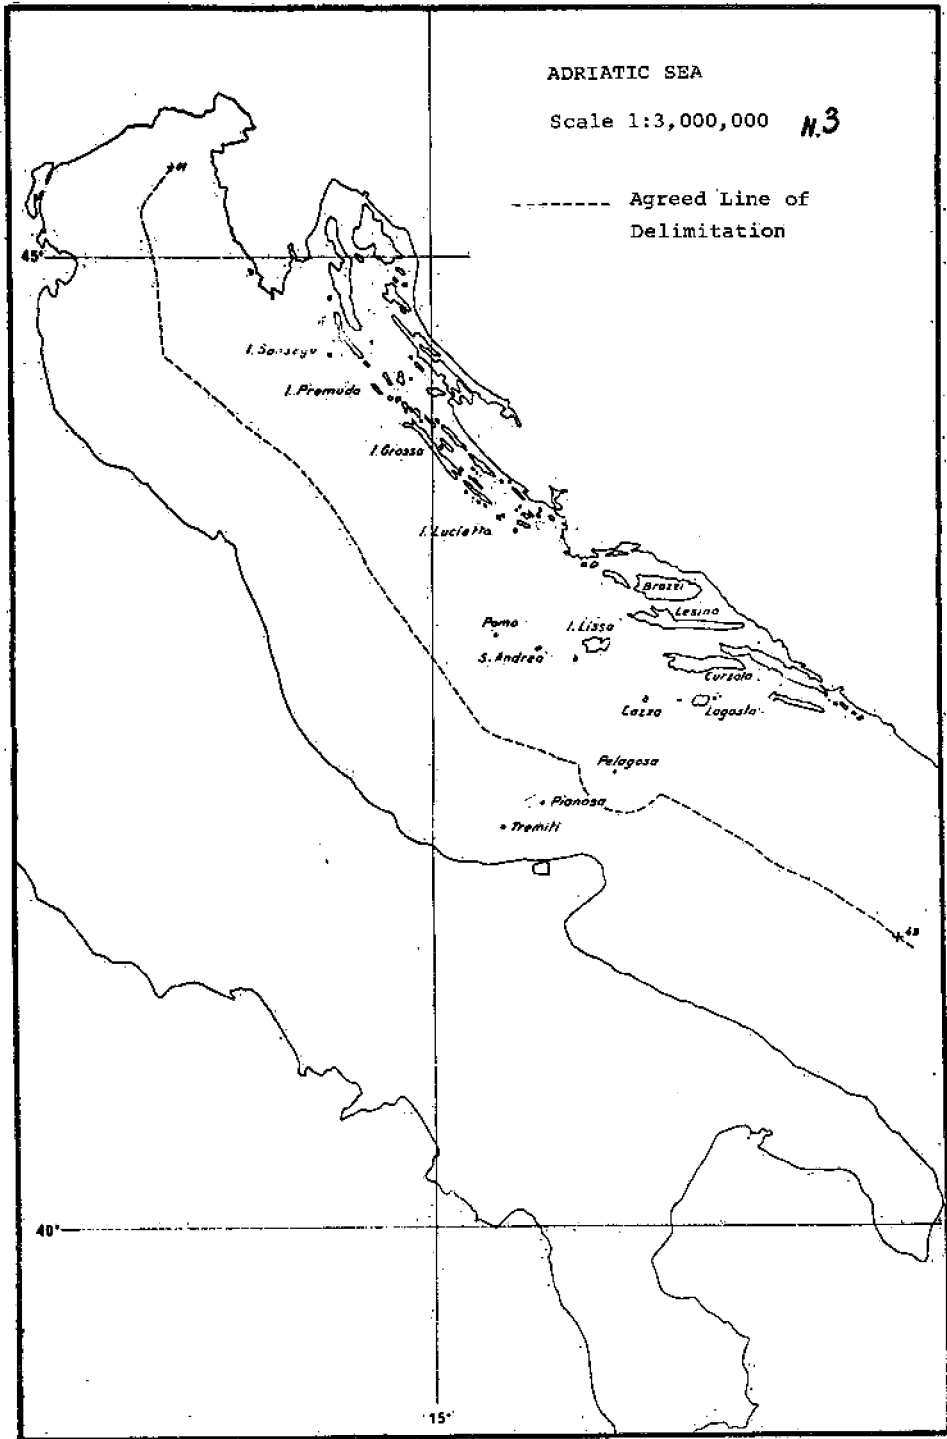 ADRIATIC SEA
Scale 1:3,000,000 N.3
Agreed Line of
Delimitation
45°
I. Premuda
I. Grossa
I. Lucietta
Brazzi
Lesina
I. Lissa
Pomo
S. Andrea
Curzola
Cazza
Lagosta
Pelagosa
Pianosa
Tremiti
40°
15°